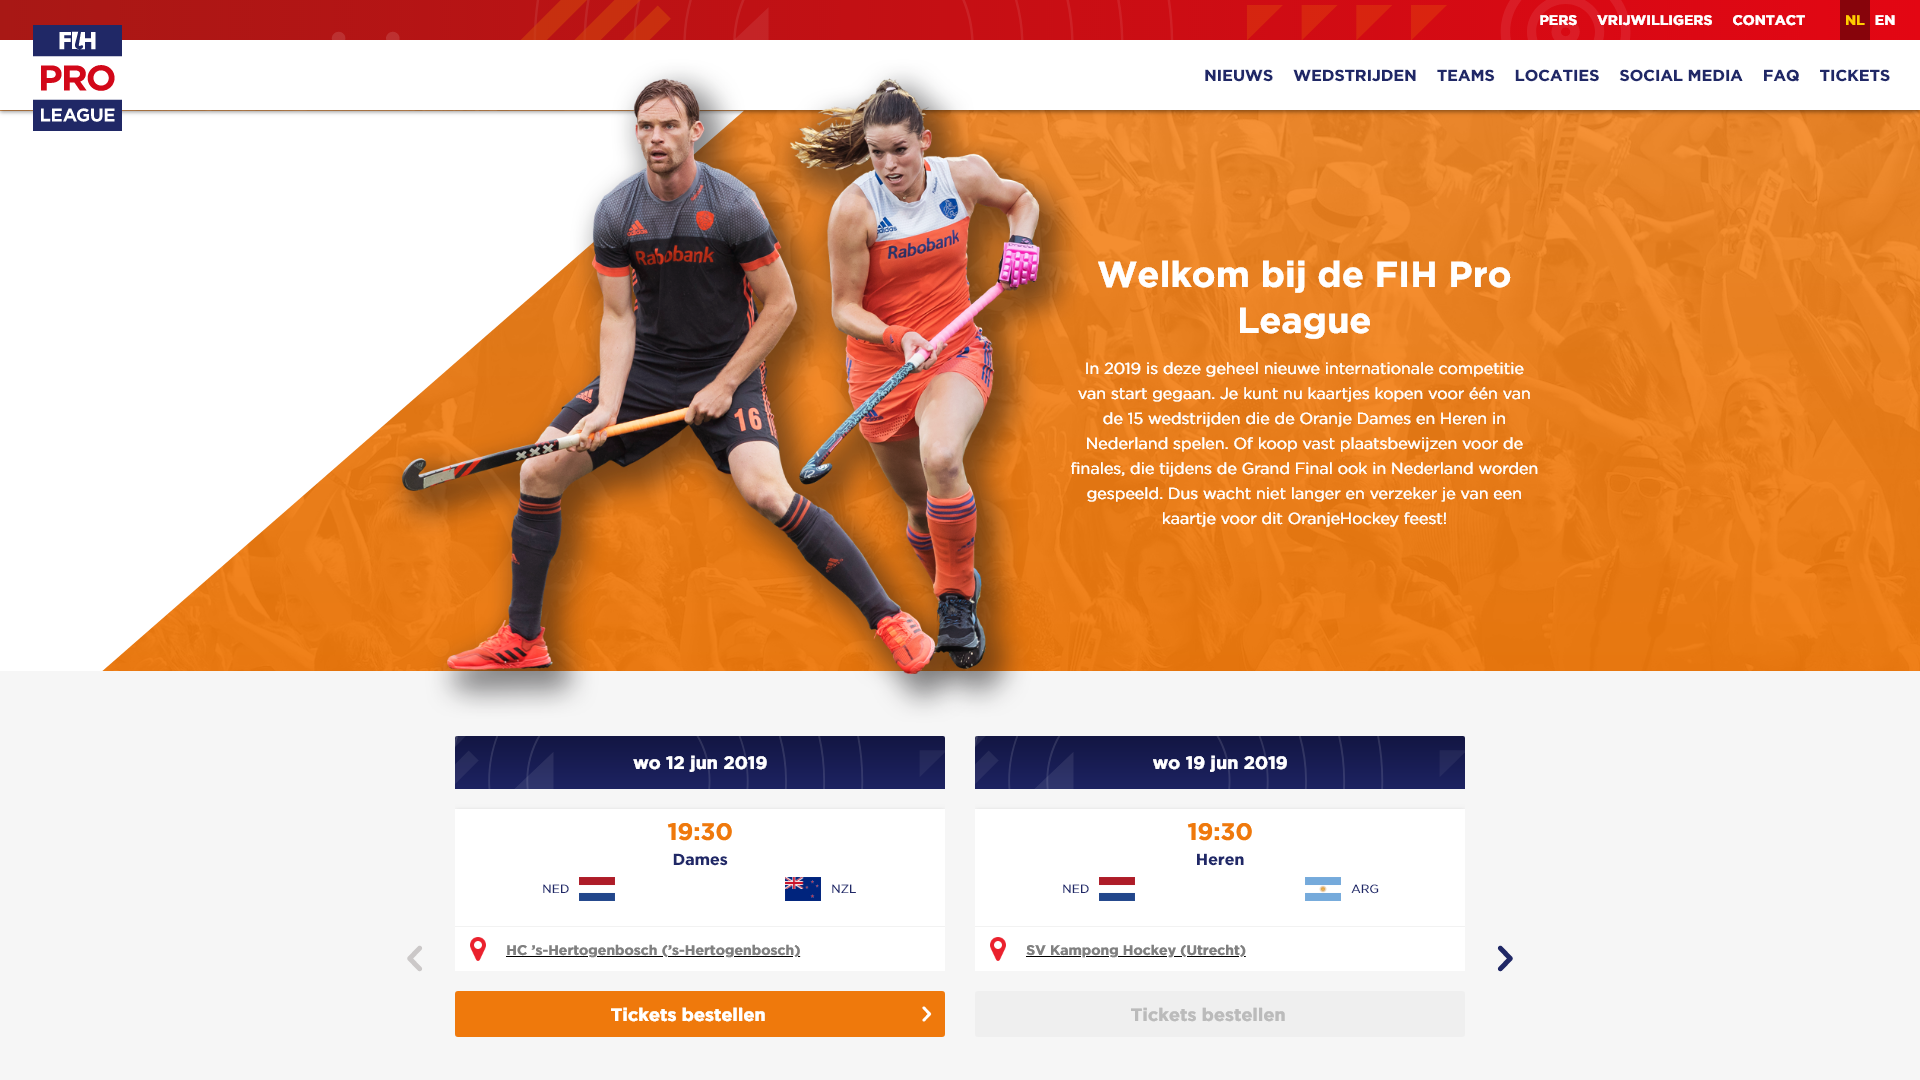 PERS VRIJWILLIGERS CONTACT NL EN
FIH
PRO
LEAGUE
NIEUWS WEDSTRIJDEN TEAMS LOCATIES SOCIAL MEDIA FAQ TICKETS
adidas
Rabobank
Rabobank
16
XXX
Welkom bij de FIH Pro
League
In 2019 is deze geheel nieuwe internationale competitie
van start gegaan. Je kunt nu kaartjes kopen voor één van
de 15 wedstrijden die de Oranje Dames en Heren in
Nederland spelen. Of koop vast plaatsbewijzen voor de
finales, die tijdens de Grand Final ook in Nederland worden
gespeeld. Dus wacht niet langer en verzeker je van een
kaartje voor dit OranjeHockey feest!
wo 12 jun 2019
19:30
Dames
NED NZL
HC ’s-Hertogenbosch (’s-Hertogenbosch)
Tickets bestellen
wo 19 jun 2019
19:30
Heren
NED ARG
SV Kampong Hockey (Utrecht)
Tickets bestellen